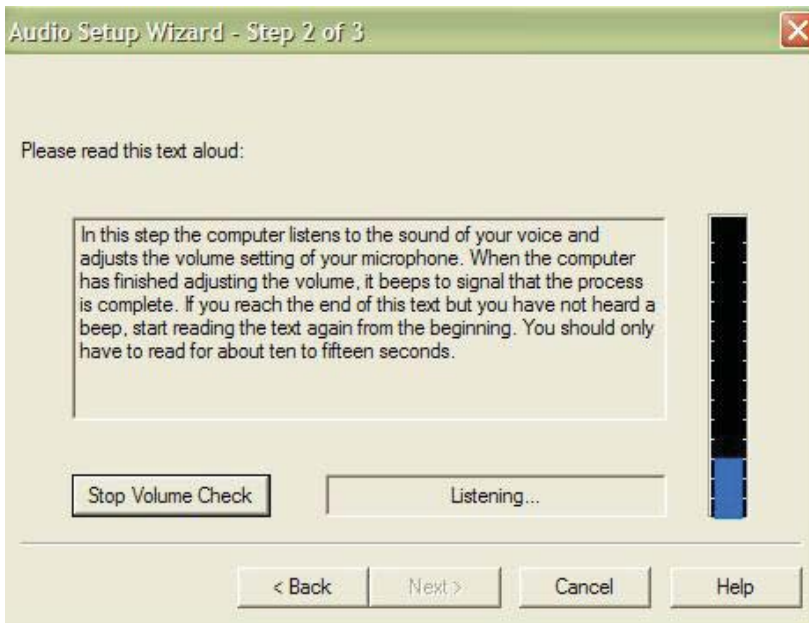 Audio Setup Wizard - Step 2 of 3
Please read this text aloud:
In this step the computer listens to the sound of your voice and
adjusts the volume setting of your microphone. When the computer
has finished adjusting the volume, it beeps to signal that the process
is complete. If you reach the end of this text but you have not heard a
beep, start reading the text again from the beginning. You should only
have to read for about ten to fifteen seconds.
Stop Volume Check
Listening...
< Back
Next >
Cancel
Help